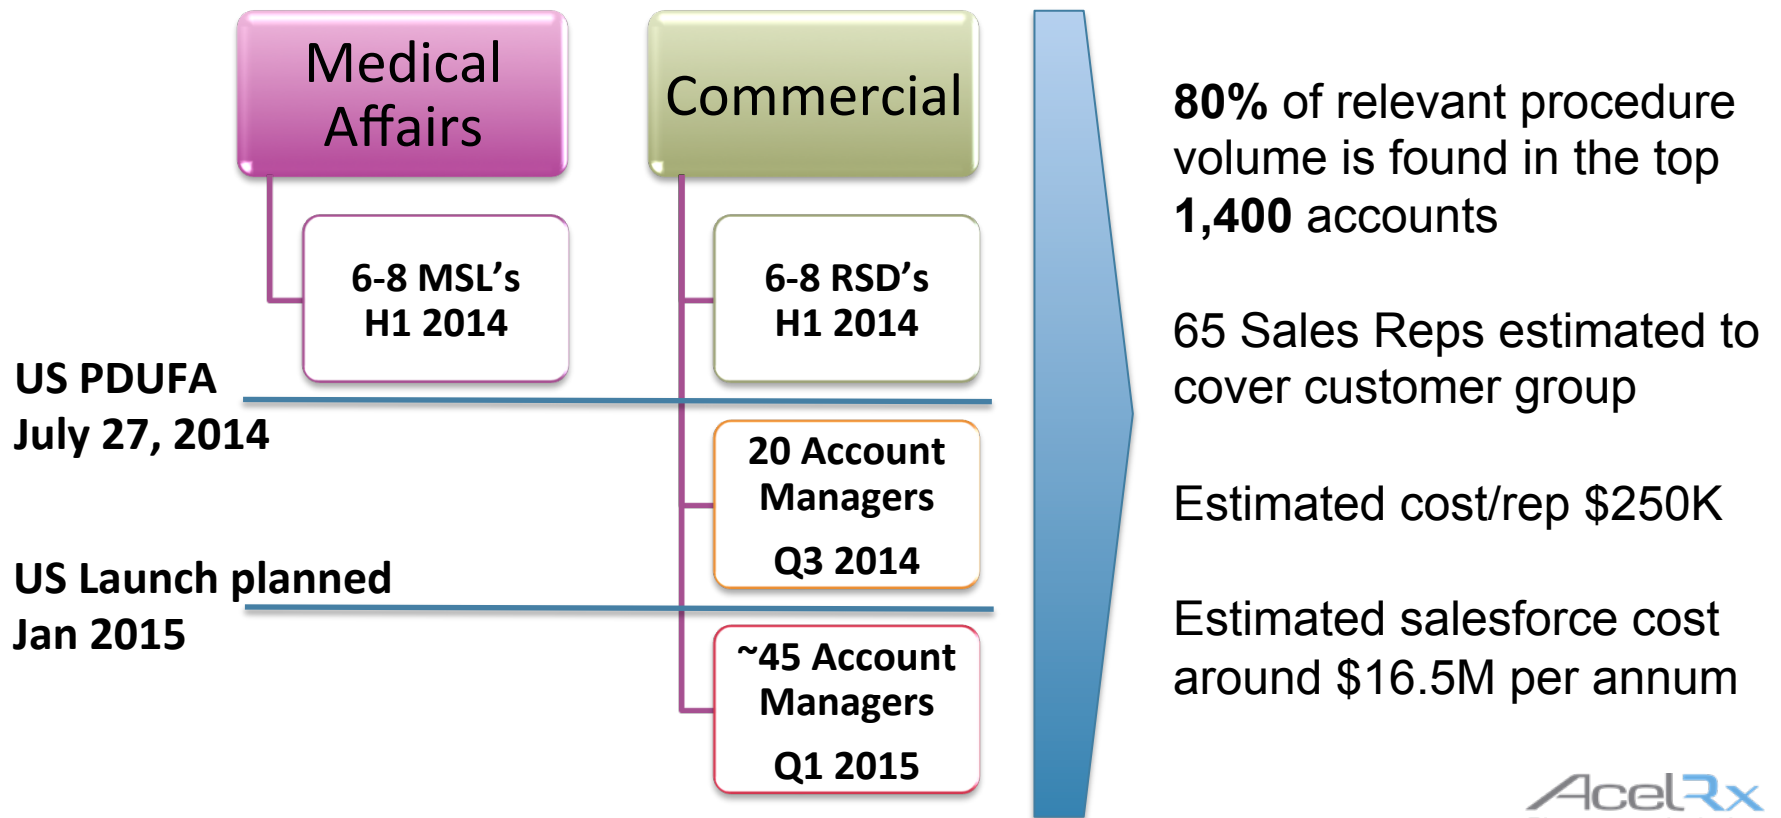 Medical
Affairs
Commercial
6-8 MSL’s
H1 2014
6-8 RSD’s
H1 2014
US PDUFA
July 27, 2014
20 Account
Managers
Q3 2014
US Launch planned
Jan 2015
~45 Account
Managers
Q1 2015
80% of relevant procedure
volume is found in the top
1,400 accounts
65 Sales Reps estimated to
cover customer group
Estimated cost/rep $250K
Estimated salesforce cost
around $16.5M per annum
AcelRx